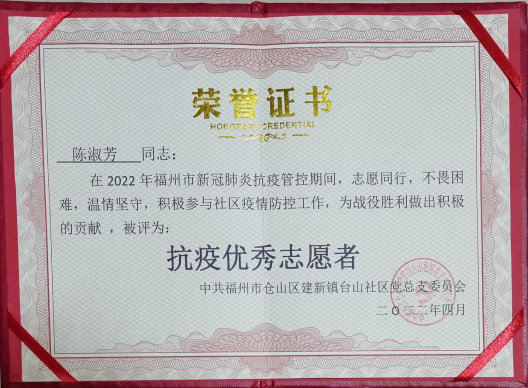 荣誉证书
HONORARY CREDENTIAL
陈淑芳 同志：
在 2022 年福州市新冠肺炎抗疫管控期间，志愿同行，不畏困
难，温情坚守，积极参与社区疫情防控工作，为战役胜利做出积极
的贡献 ，被评为：
抗疫优秀志愿者
中共福州市仓山区建新镇台山社区党总支委员会
二〇二二年四月